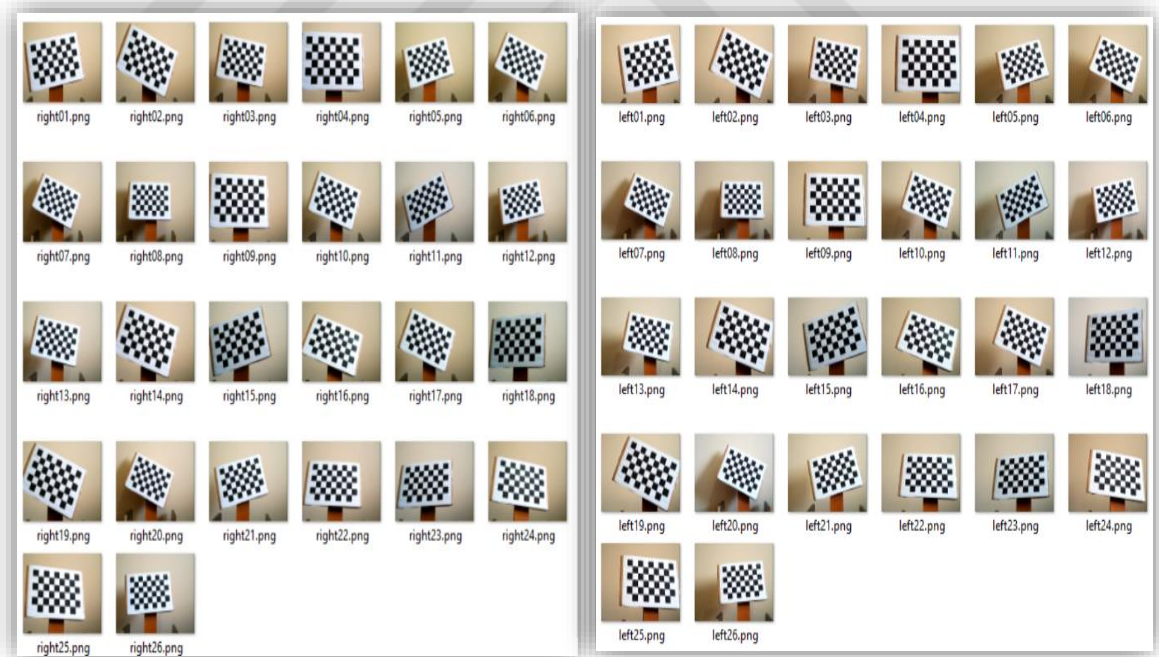 right01.png right02.png right03.png right04.png right05.png right06.png
right07.png right08.png right09.png right10.png right11.png right12.png
right13.png right14.png right15.png right16.png right17.png right18.png
right19.png right20.png right21.png right22.png right23.png right24.png
right25.png right26.png
left01.png left02.png left03.png left04.png left05.png left06.png
left07.png left08.png left09.png left10.png left11.png left12.png
left13.png left14.png left15.png left16.png left17.png left18.png
left19.png left20.png left21.png left22.png left23.png left24.png
left25.png left26.png